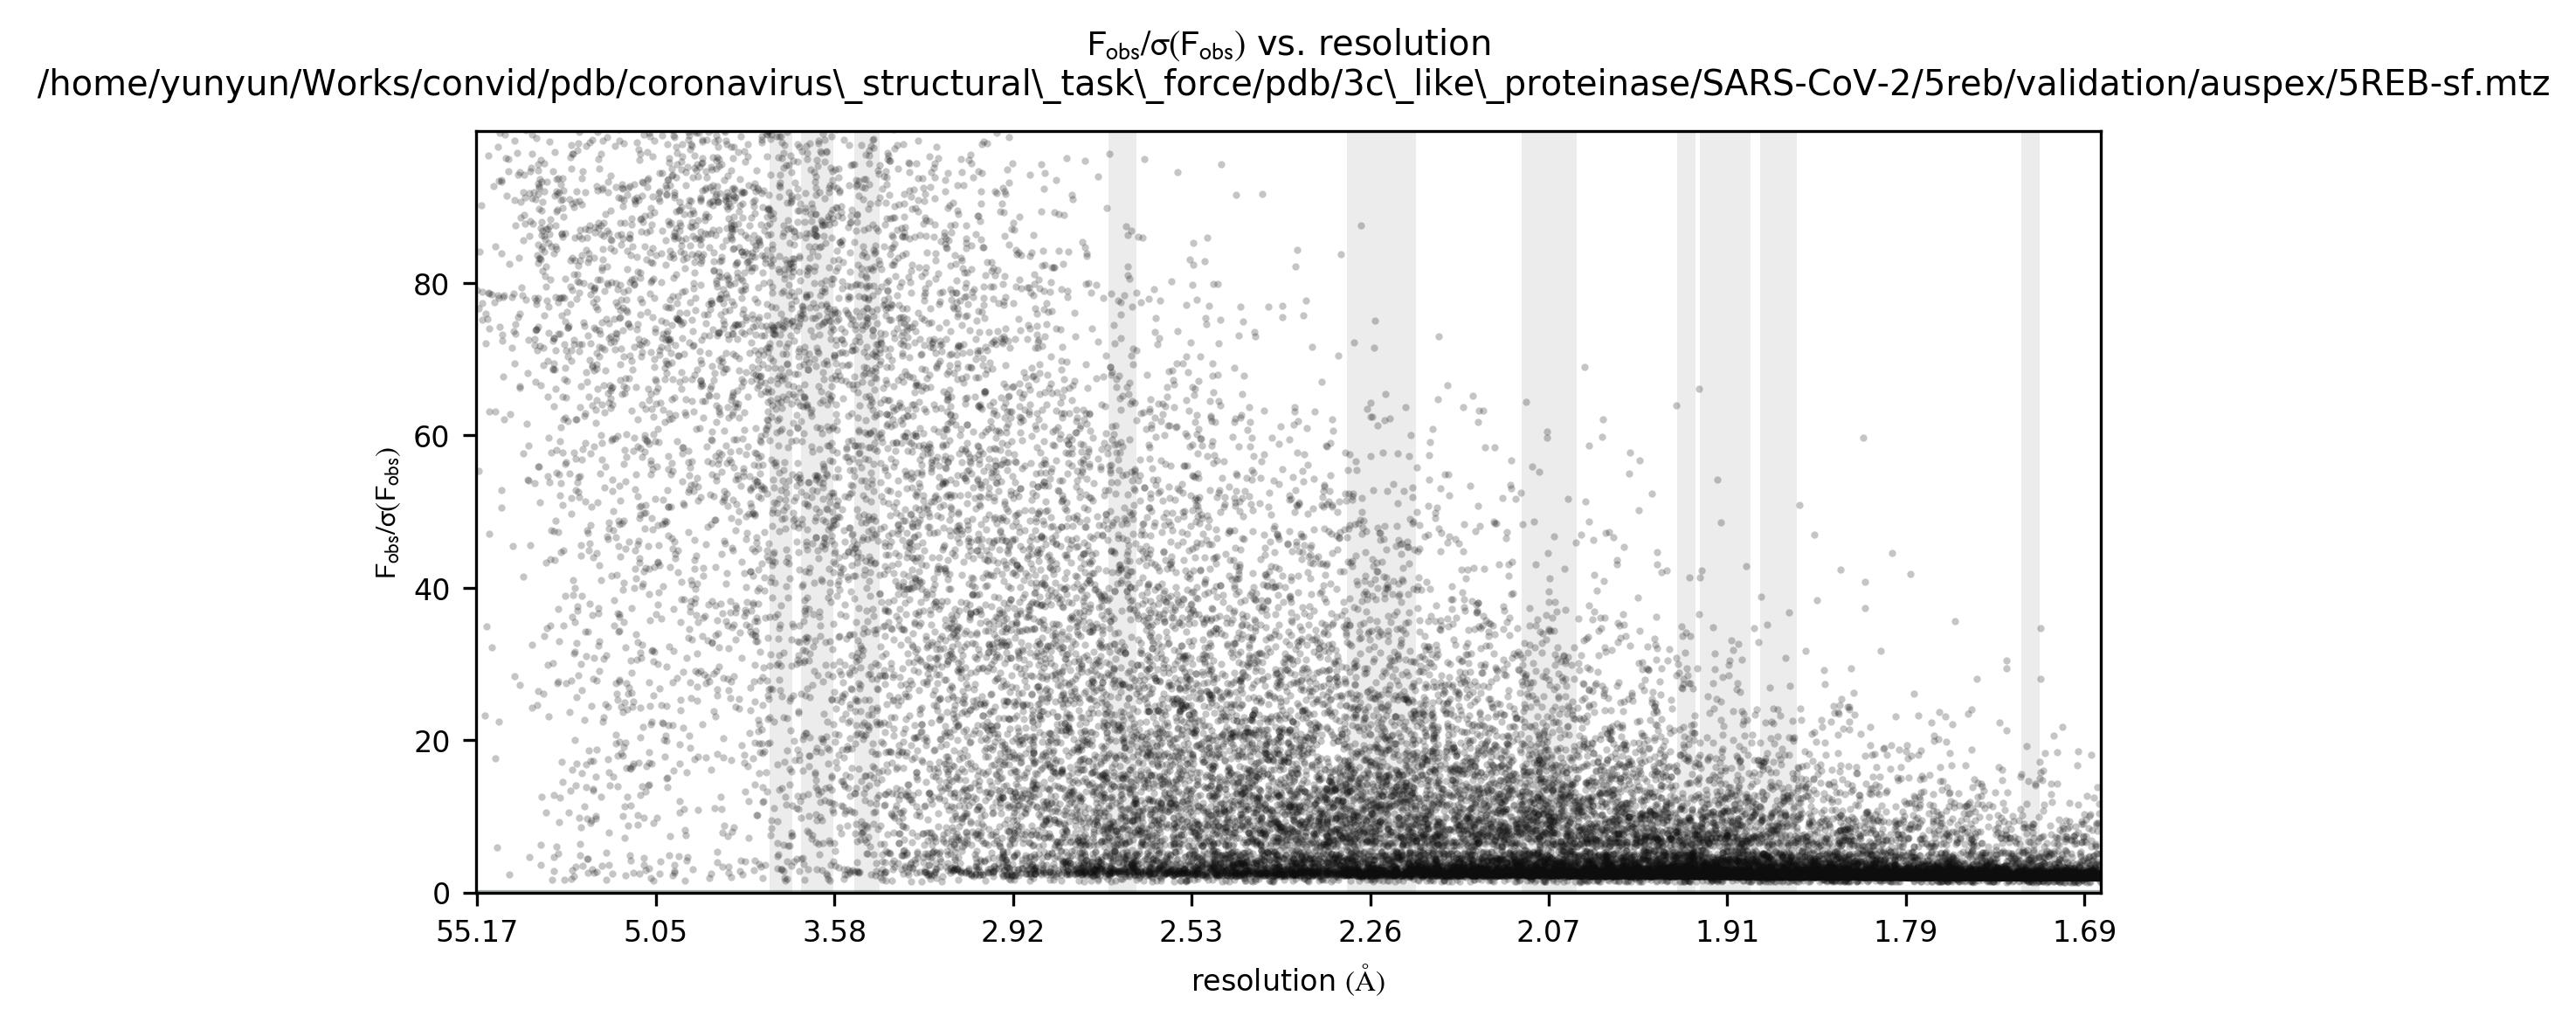 Fobs/σ(Fobs) vs. resolution
/home/yunyun/Works/convid/pdb/coronavirus\_structural\_task\_force/pdb/3c\_like\_proteinase/SARS-CoV-2/5reb/validation/auspex/5REB-sf.mtz
Fobs/σ(Fobs)
80
60
40
20
0
55.17 5.05 3.58 2.92 2.53 2.26 2.07 1.91 1.79 1.69
resolution (Å)